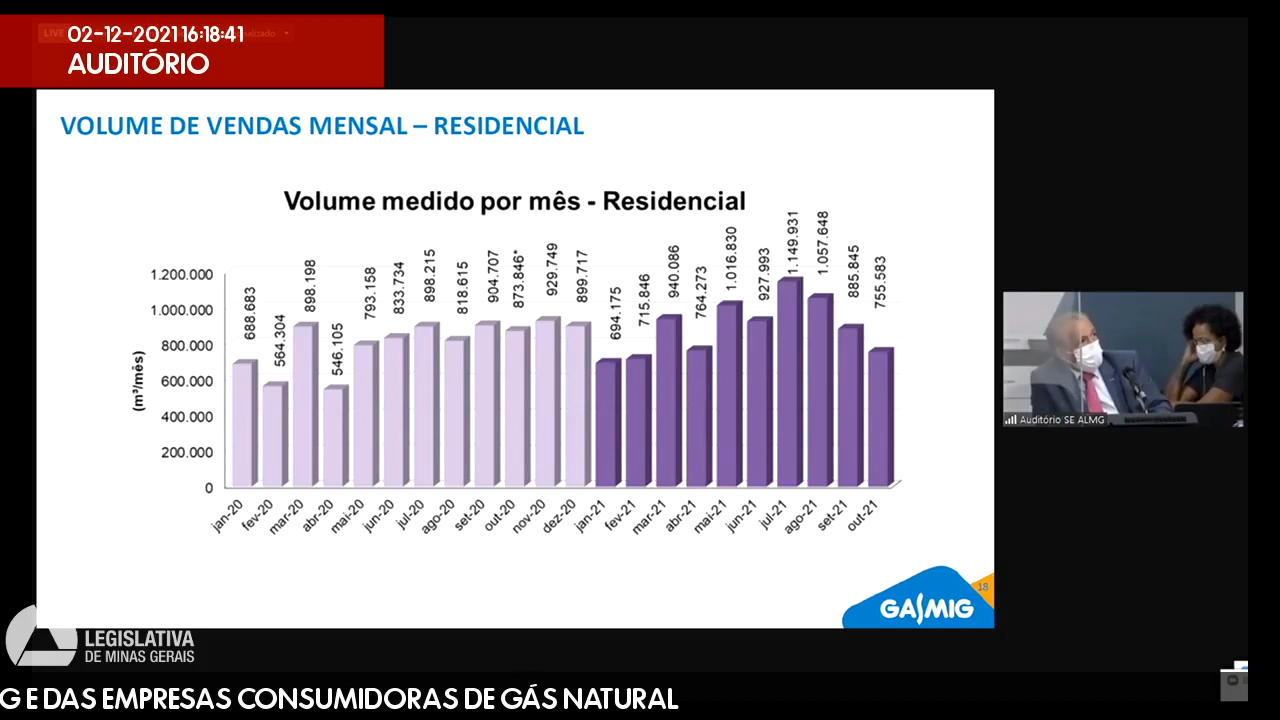 LIVE
02-12-2021 16:18:41
AUDITÓRIO
VOLUME DE VENDAS MENSAL – RESIDENCIAL
Volume medido por mês - Residencial
(m³/mês)
1.200.000
1.000.000
800.000
600.000
400.000
200.000
0
688.683
564.304
898.198
546.105
793.158
833.734
898.215
818.615
904.707
873.846*
929.749
899.717
694.175
715.846
940.086
764.273
1.016.830
927.993
1.149.931
1.057.648
885.845
755.583
jan-20
fev-20
mar-20
abr-20
mai-20
jun-20
jul-20
ago-20
set-20
out-20
nov-20
dez-20
jan-21
fev-21
mar-21
abr-21
mai-21
jun-21
jul-21
ago-21
set-21
out-21
18
GASMIG
Auditório SE ALMG
LEGISLATIVA
DE MINAS GERAIS
G E DAS EMPRESAS CONSUMIDORAS DE GÁS NATURAL